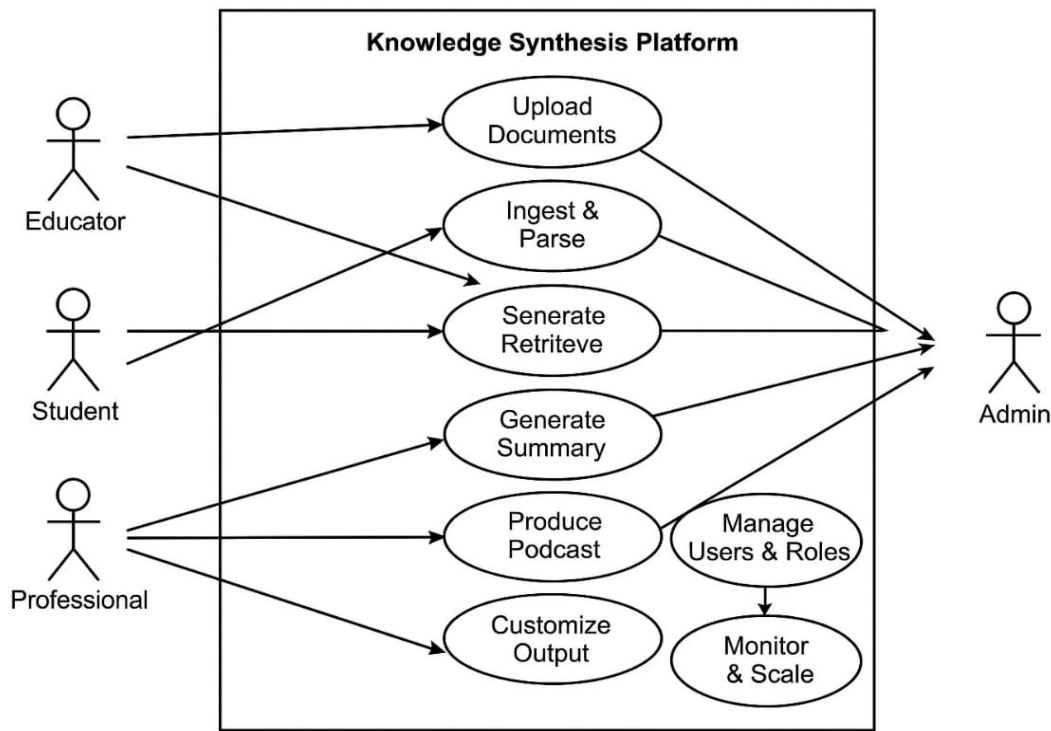 Knowledge Synthesis Platform
Educator
Student
Professional
Upload
Documents
Ingest &
Parse
Senerate
Retriteve
Generate
Summary
Produce
Podcast
Customize
Output
Manage
Users & Roles
Monitor
& Scale
Admin